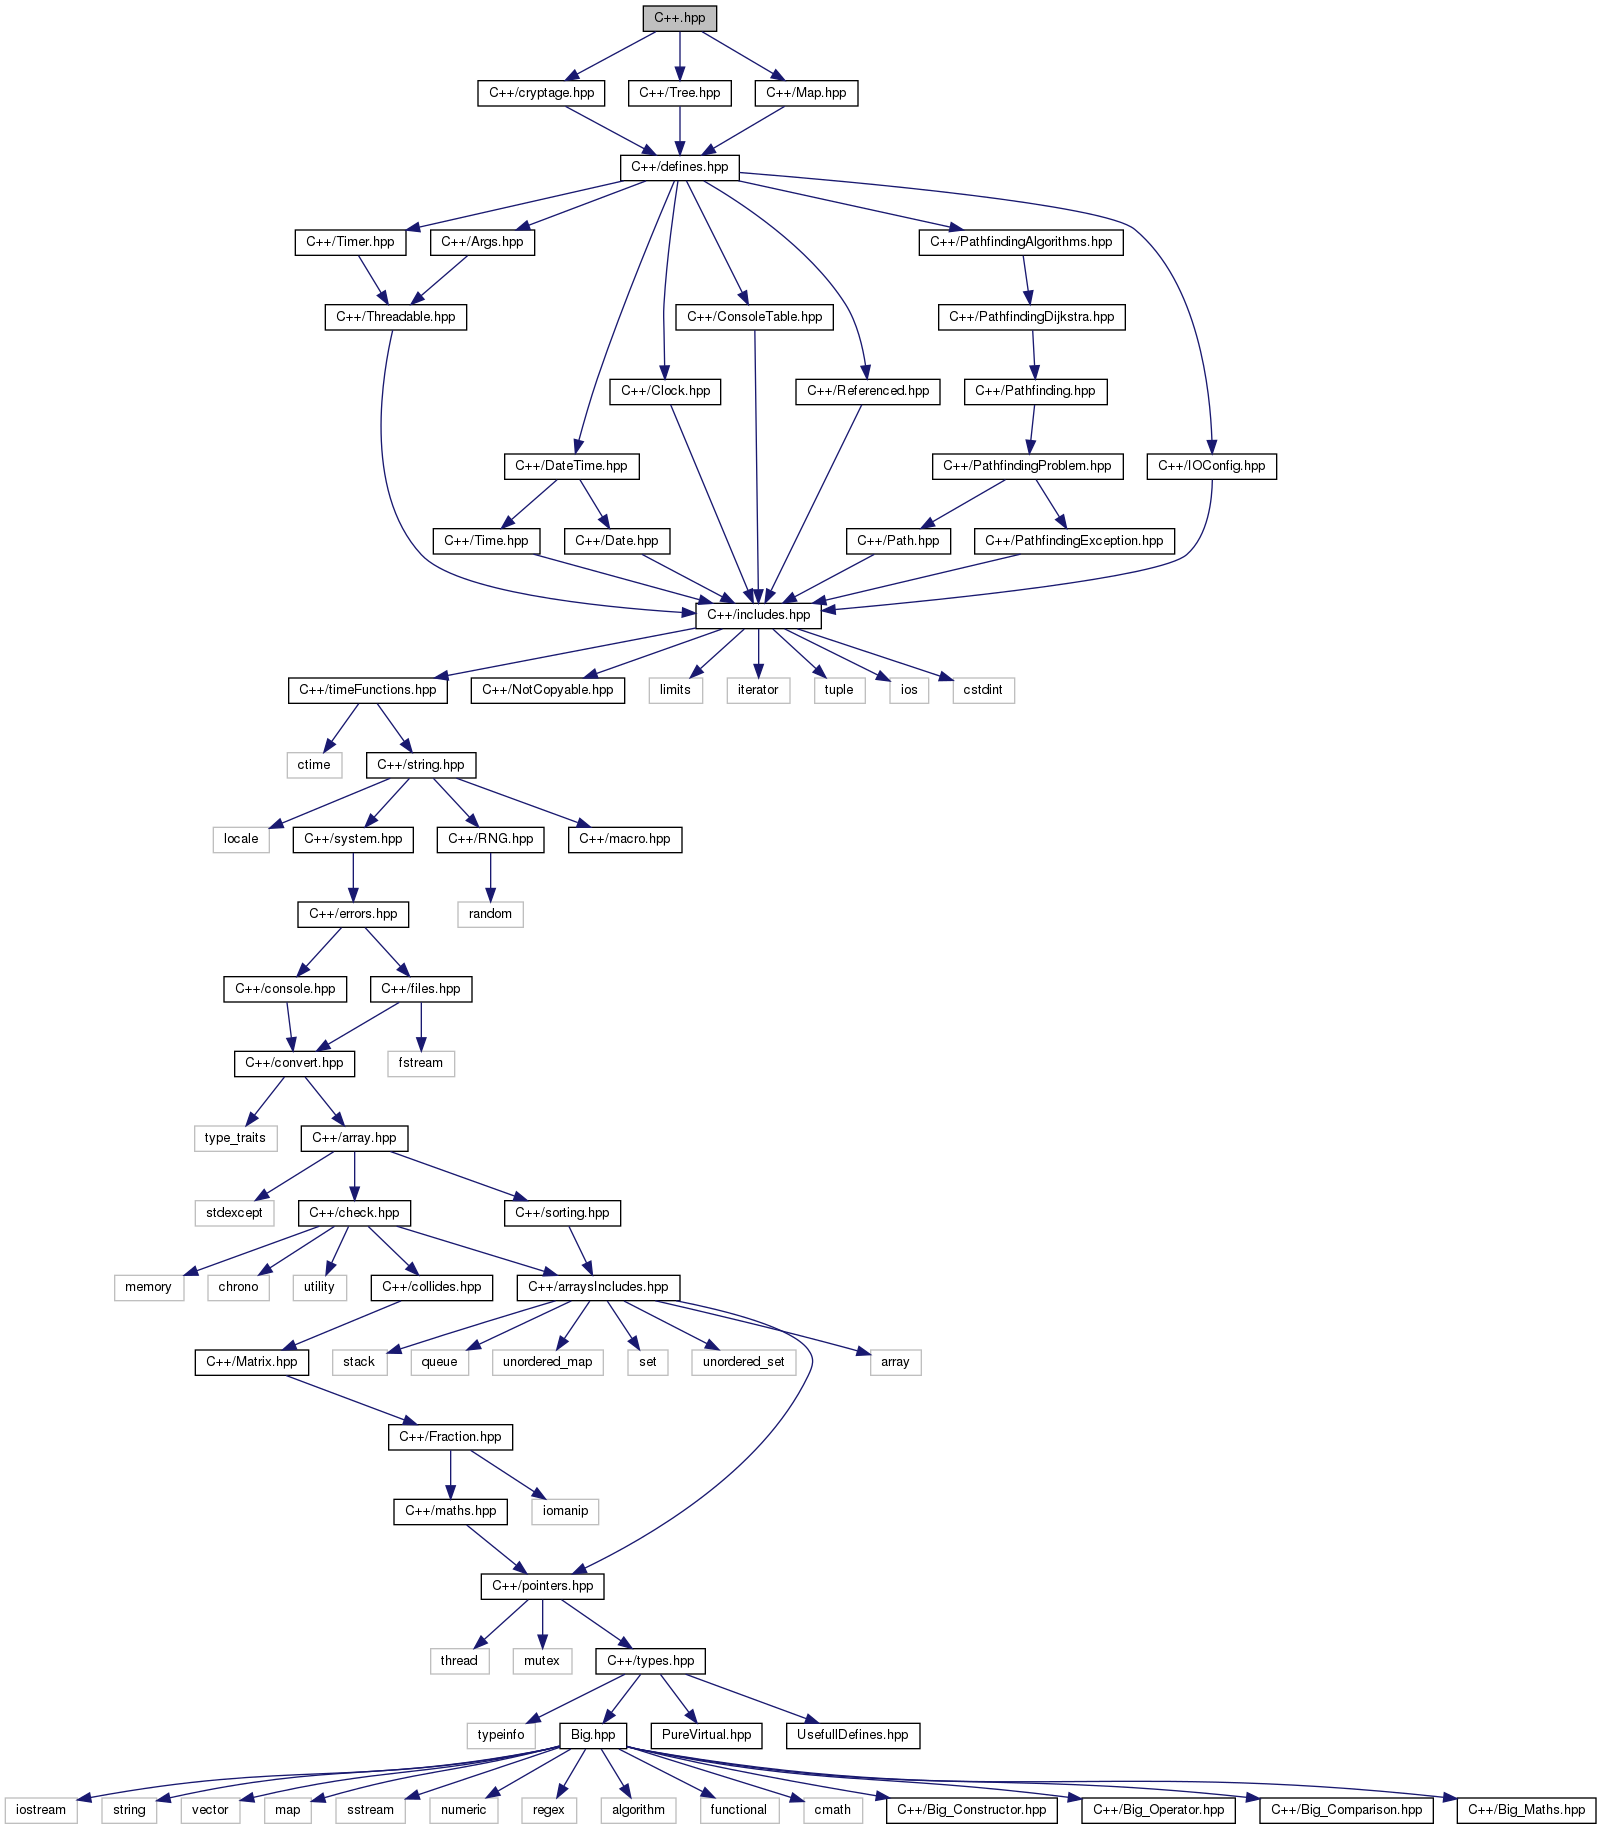 C++.hpp
C++/cryptage.hpp
C++/Tree.hpp
C++/Map.hpp
C++/defines.hpp
C++/Timer.hpp
C++/Args.hpp
C++/PathfindingAlgorithms.hpp
C++/Threadable.hpp
C++/ConsoleTable.hpp
C++/PathfindingDijkstra.hpp
C++/Clock.hpp
C++/Referenced.hpp
C++/Pathfinding.hpp
C++/DateTime.hpp
C++/PathfindingProblem.hpp
C++/IOConfig.hpp
C++/Time.hpp
C++/Date.hpp
C++/Path.hpp
C++/PathfindingException.hpp
C++/includes.hpp
C++/timeFunctions.hpp
C++/NotCopyable.hpp
limits
iterator
tuple
ios
cstdint
ctime
C++/string.hpp
locale
C++/system.hpp
C++/RNG.hpp
C++/macro.hpp
C++/errors.hpp
random
C++/console.hpp
C++/files.hpp
C++/convert.hpp
fstream
type_traits
C++/array.hpp
stdexcept
C++/check.hpp
C++/sorting.hpp
memory
chrono
utility
C++/collides.hpp
C++/arraysIncludes.hpp
C++/Matrix.hpp
stack
queue
unordered_map
set
unordered_set
array
C++/Fraction.hpp
C++/maths.hpp
iomanip
C++/pointers.hpp
thread
mutex
C++/types.hpp
typeinfo
Big.hpp
PureVirtual.hpp
UsefullDefines.hpp
iostream
string
vector
map
sstream
numeric
regex
algorithm
functional
cmath
C++/Big_Constructor.hpp
C++/Big_Operator.hpp
C++/Big_Comparison.hpp
C++/Big_Maths.hpp